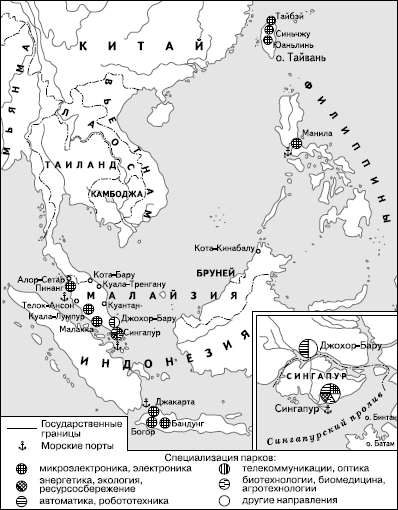 Тайбэй
Синьчжу
Юаньлинь
о. Тайвань
КИТАЙ
МЬЯНМА
ЛАОС
ВЬЕТНАМ
ТАИЛАНД
КАМБОДЖА
ФИЛИППИНЫ
Манила
Кота-Кинабалу
БРУНЕЙ
Алор-Сетар
Пинанг
Кота-Бару
Куала-Тренгану
МАЛАЙЗИЯ
Телок-Ансон
Куантан
Куала-Лумпур
Джохор-Бару
Малакка
Сингапур
ИНДОНЕЗИЯ
Джакарта
Богор
Бандунг
Джохор-Бару
СИНГАПУР
Сингапур
Сингапурский пролив
о. Бинтан
о. Батам
Государственные
границы
Морские порты
Специализация парков:
микроэлектроника, электроника
энергетика, экология,
ресурсосбережение
автоматика, робототехника
телекоммуникации, оптика
биотехнологии, биомедицина,
агротехнологии
другие направления